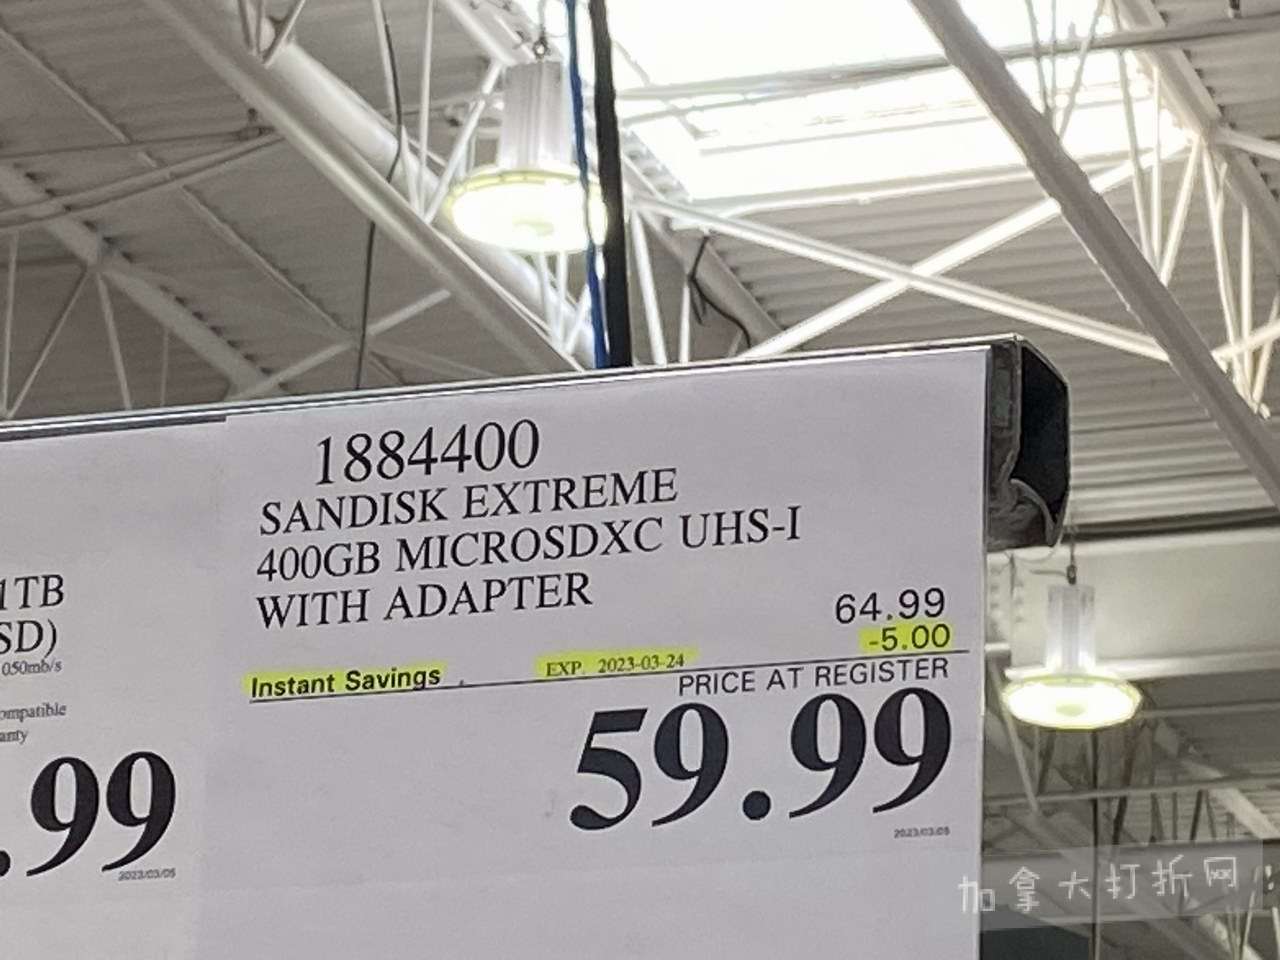 1884400
SANDISK EXTREME
400GB MICROSDXC UHS-I
WITH ADAPTER
64.99
-5.00
Instant Savings EXP. 2023-03-24
PRICE AT REGISTER
59.99
2023/03/05
1TB
SD)
050mb/s
ompatible
anty
.99
2023/03/05
加拿大打折网